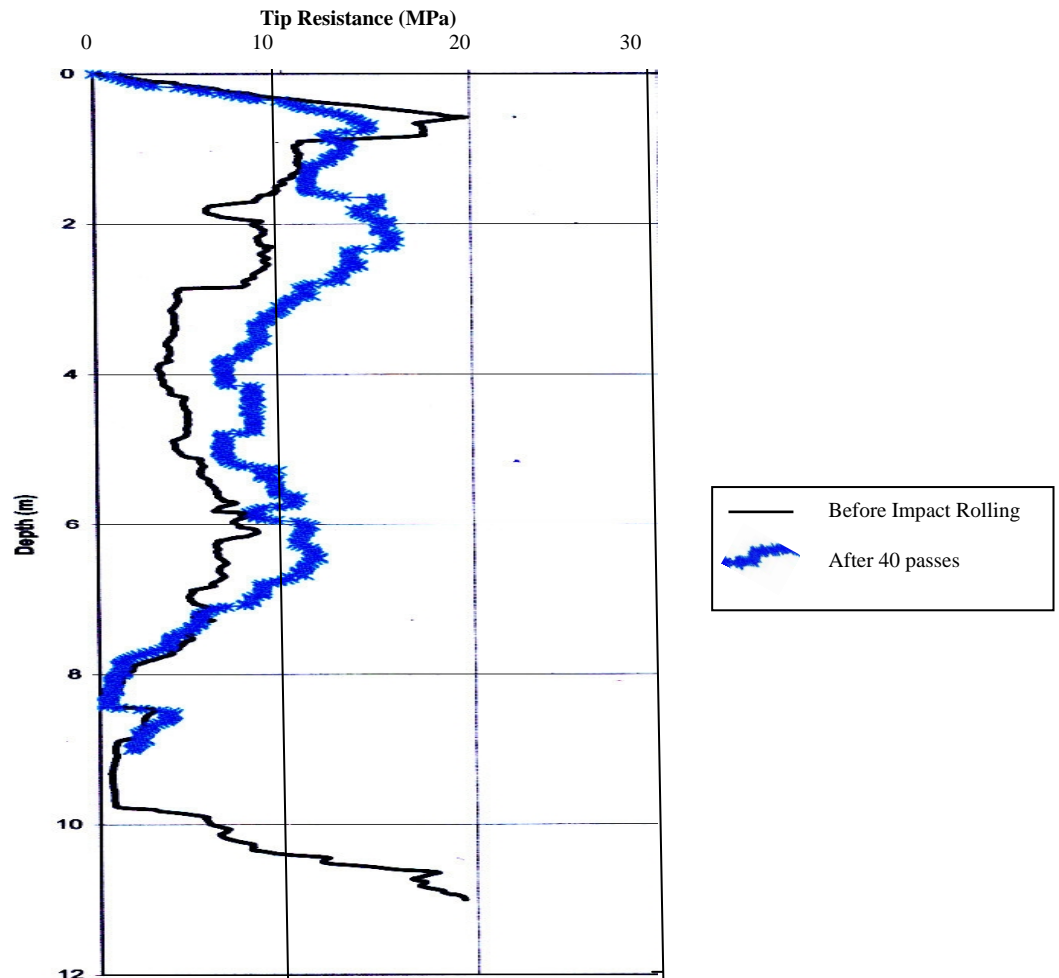 Tip Resistance (MPa)
0 10 20 30
0
2
4
6
8
10
12
Depth (m)
Before Impact Rolling
After 40 passes